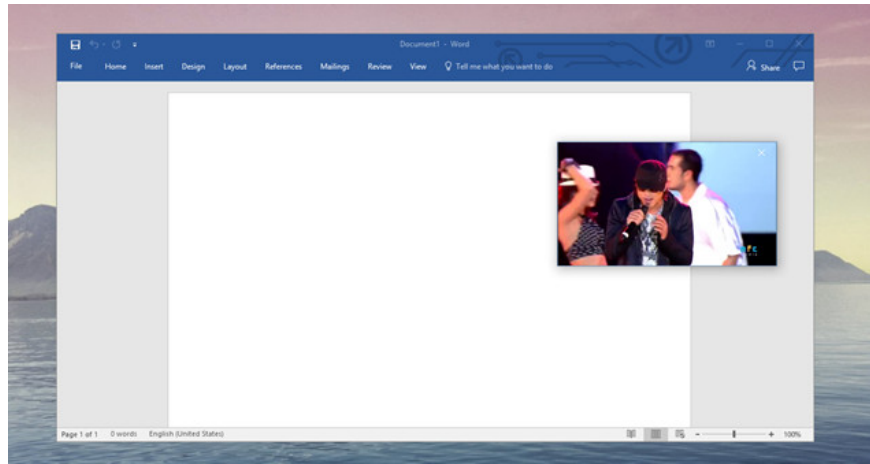 Document1 - Word
File Home Insert Design Layout References Mailings Review View Tell me what you want to do Share
Page 1 of 1 0 words English (United States) 100%